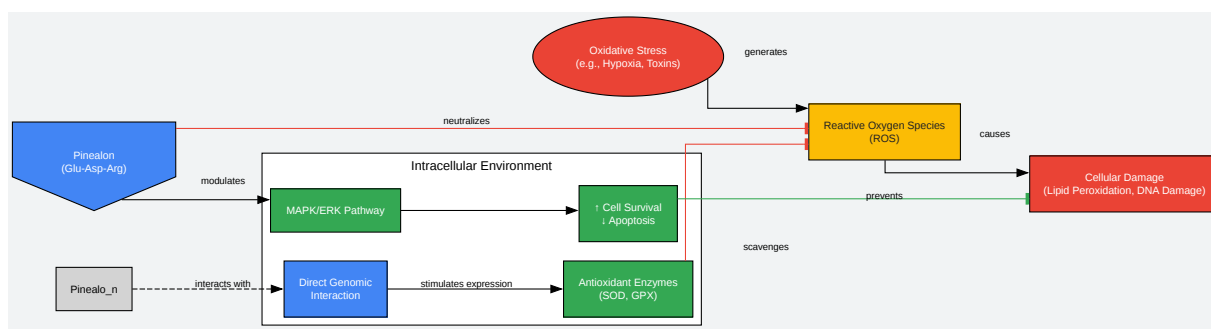 Oxidative Stress
(e.g., Hypoxia, Toxins)
generates
Reactive Oxygen Species
(ROS)
neutralizes
causes
Pinealon
(Glu-Asp-Arg)
Intracellular Environment
Cellular Damage
(Lipid Peroxidation, DNA Damage)
modulates
MAPK/ERK Pathway
↑ Cell Survival
↓ Apoptosis
prevents
scavenges
Pinealo_n
interacts with
Direct Genomic
Interaction
stimulates expression
Antioxidant Enzymes
(SOD, GPX)